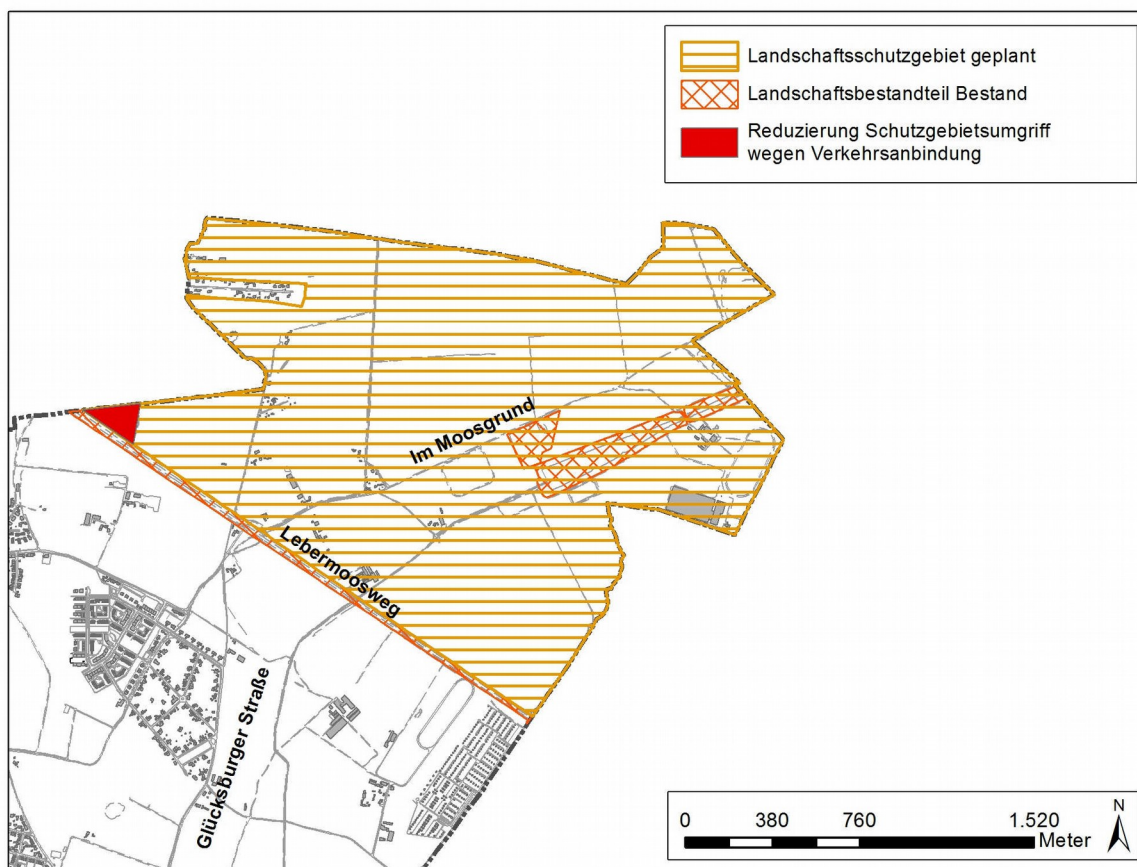 Landschaftsschutzgebiet geplant
Landschaftsbestandteil Bestand
Reduzierung Schutzgebietsumgriff
wegen Verkehrsanbindung
Im Moosgrund
Lebermoosweg
Glücksburger Straße
0 380 760 1.520
Meter
N